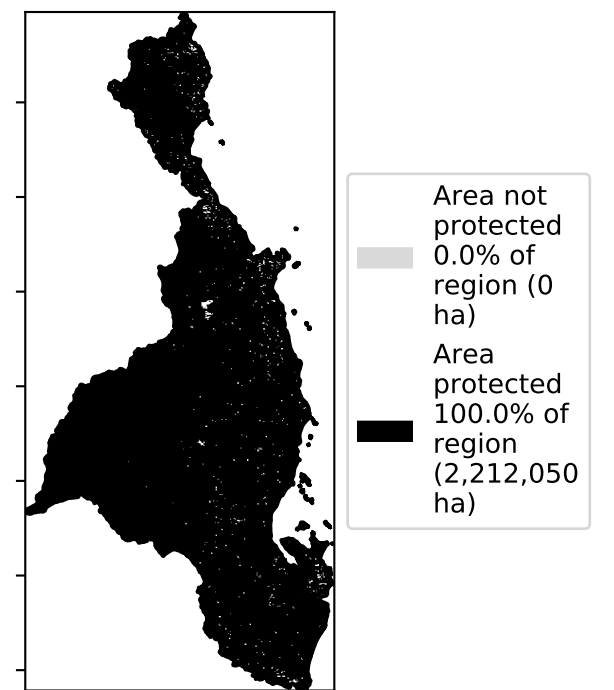 Area not
protected
0.0% of
region (0
ha)
Area
protected
100.0% of
region
(2,212,050
ha)